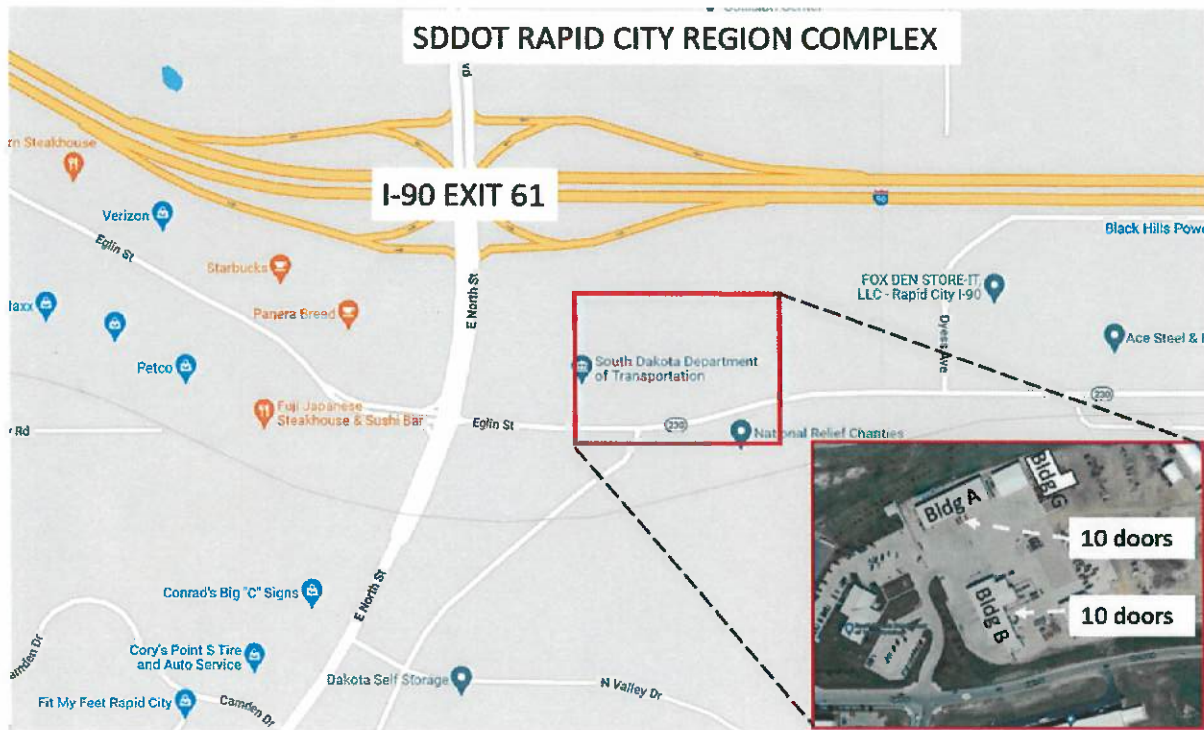 SDDOT RAPID CITY REGION COMPLEX
I-90 EXIT 61
Steakhouse
Verizon
Eglin St
Starbucks
Panera Bread
Petco
Fuji Japanese
Steakhouse & Sushi Bar
Rd
E North St
Eglin St
230
South Dakota Department
of Transportation
National Relief Charities
90
Black Hills
FOX DEN STORE-IT,
LLC - Rapid City I-90
Dyess Ave
Ace Steel &
230
Conrad's Big "C" Signs
E North St
Cory's Point S Tire
and Auto Service
Camden Dr
Fit My Feet Rapid City
Dakota Self Storage
N Valley Dr
Bldg A
Bldg G
10 doors
Bldg B
10 doors